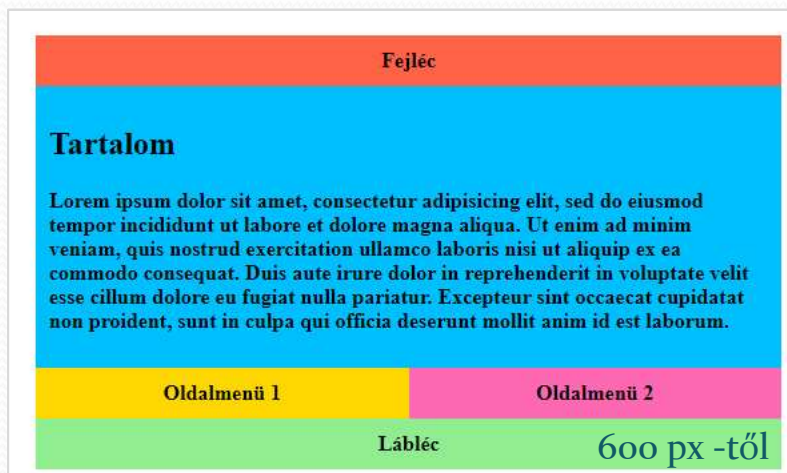 Fejléc
Tartalom
Lorem ipsum dolor sit amet, consectetur adipisicing elit, sed do eiusmod
tempor incididunt ut labore et dolore magna aliqua. Ut enim ad minim
veniam, quis nostrud exercitation ullamco laboris nisi ut aliquip ex ea
commodo consequat. Duis aute irure dolor in reprehenderit in voluptate velit
esse cillum dolore eu fugiat nulla pariatur. Excepteur sint occaecat cupidatat
non proident, sunt in culpa qui officia deserunt mollit anim id est laborum.
Oldalmenü 1 Oldalmenü 2
Lábléc 600 px -től